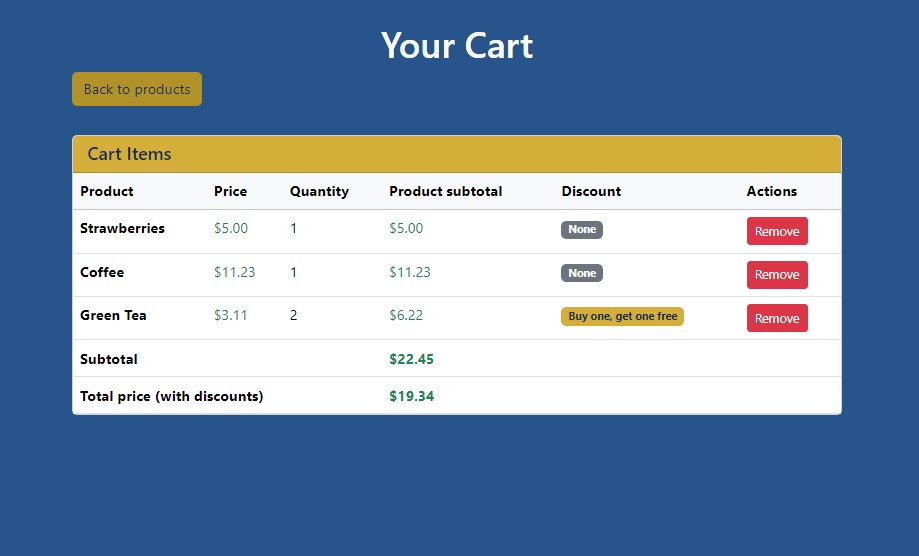 Your Cart
Back to products
Cart Items
Product Price Quantity Product subtotal Discount Actions
Strawberries $5.00 1 $5.00 None Remove
Coffee $11.23 1 $11.23 None Remove
Green Tea $3.11 2 $6.22 Buy one, get one free Remove
Subtotal $22.45
Total price (with discounts) $19.34